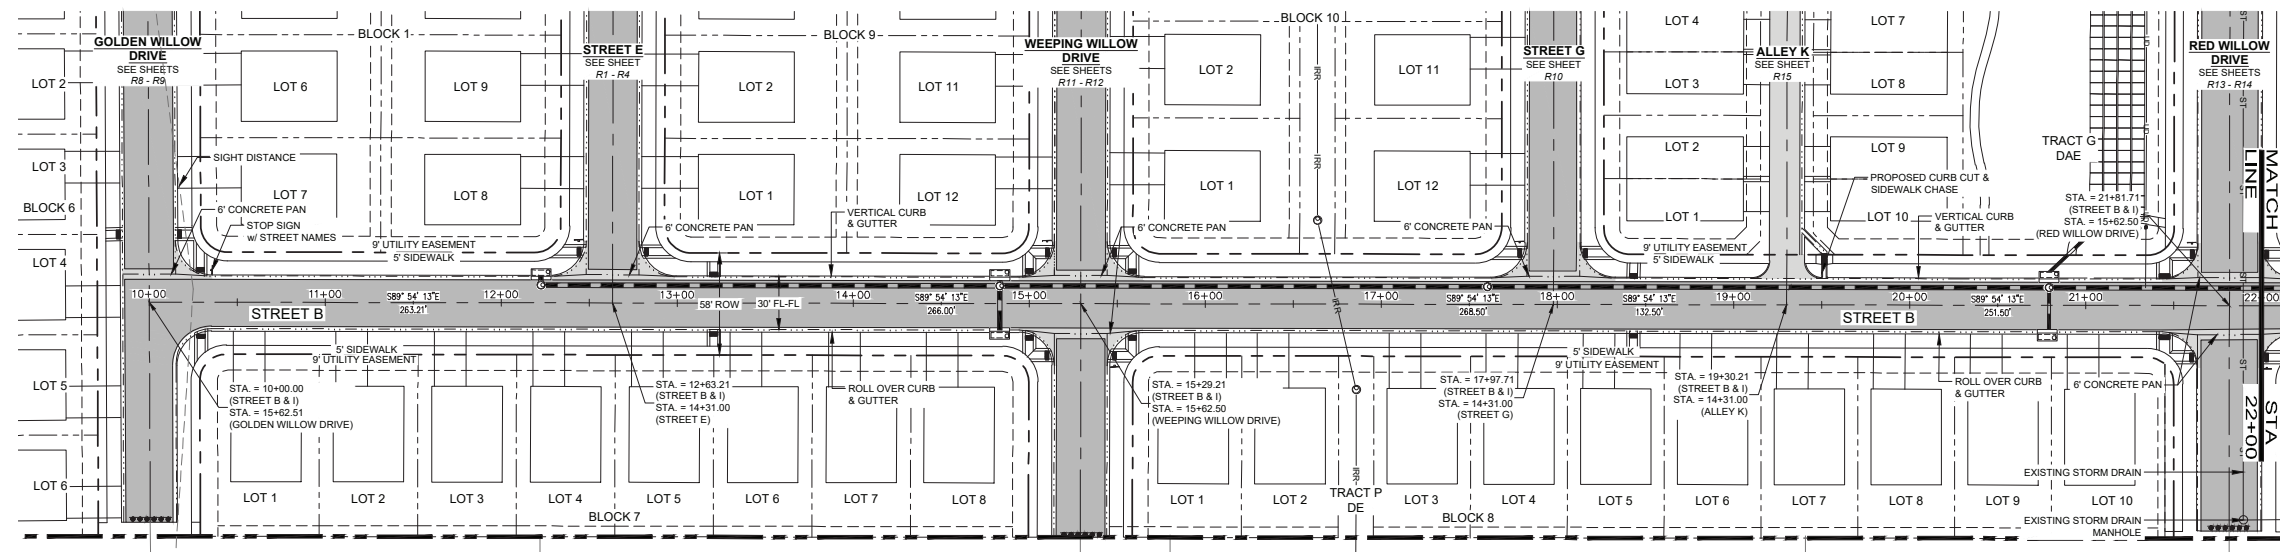 GOLDEN WILLOW
DRIVE
SEE SHEETS
R8 - R9
BLOCK 1
STREET E
SEE SHEET
R1 - R4
BLOCK 9
WEEPING WILLOW
DRIVE
SEE SHEETS
R11 - R12
BLOCK 10
STREET G
SEE SHEET
R10
LOT 4
ALLEY K
SEE SHEET
R15
LOT 7
RED WILLOW
DRIVE
SEE SHEETS
R13 - R14
ST
LOT 2
LOT 6
LOT 9
LOT 2
LOT 11
LOT 2
IRR
LOT 11
LOT 3
LOT 8
ST
LOT 3
SIGHT DISTANCE
LOT 7
LOT 8
LOT 1
LOT 12
LOT 1
IRR
LOT 12
LOT 2
LOT 9
TRACT G
DAE
MATCH
LINE
PROPOSED CURB CUT &
SIDEWALK CHASE
BLOCK 6
6' CONCRETE PAN
STOP SIGN
w/ STREET NAMES
6' CONCRETE PAN
VERTICAL CURB
& GUTTER
6' CONCRETE PAN
6' CONCRETE PAN
LOT 1
LOT 10
VERTICAL CURB
& GUTTER
STA. = 21+81.71
(STREET B & I)
STA. = 15+62.50
(RED WILLOW DRIVE)
LOT 4
9' UTILITY EASEMENT
5' SIDEWALK
9' UTILITY EASEMENT
5' SIDEWALK
10+00
11+00
12+00
13+00
14+00
15+00
16+00
17+00
18+00
19+00
20+00
21+00
22+00
S89° 54' 13"E
263.21'
58' ROW
30' FL-FL
S89° 54' 13"E
266.00'
IRR
S89° 54' 13"E
268.50'
S89° 54' 13"E
132.50'
S89° 54' 13"E
251.50'
STREET B
STREET B
5' SIDEWALK
9' UTILITY EASEMENT
5' SIDEWALK
9' UTILITY EASEMENT
ST
LOT 5
STA. = 10+00.00
(STREET B & I)
STA. = 15+62.51
(GOLDEN WILLOW DRIVE)
STA. = 12+63.21
(STREET B & I)
STA. = 14+31.00
(STREET E)
ROLL OVER CURB
& GUTTER
STA. = 15+29.21
(STREET B & I)
STA. = 15+62.50
(WEEPING WILLOW DRIVE)
STA. = 17+97.71
(STREET B & I)
STA. = 14+31.00
(STREET G)
STA. = 19+30.21
(STREET B & I)
STA. = 14+31.00
(ALLEY K)
ROLL OVER CURB
& GUTTER
6' CONCRETE PAN
STA
22+00
LOT 6
LOT 1
LOT 2
LOT 3
LOT 4
LOT 5
LOT 6
LOT 7
LOT 8
BLOCK 7
LOT 1
LOT 2
IRR
TRACT P
DE
LOT 3
LOT 4
LOT 5
LOT 6
LOT 7
LOT 8
LOT 9
LOT 10
BLOCK 8
EXISTING STORM DRAIN
EXISTING STORM DRAIN
MANHOLE